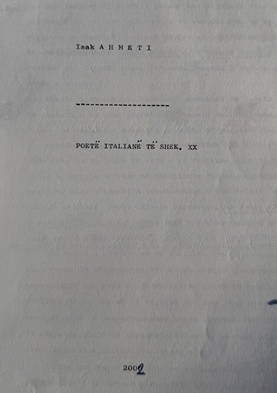 Isak A H M E T I
--------------------
POETË ITALIANË TË SHEK. XX
2002